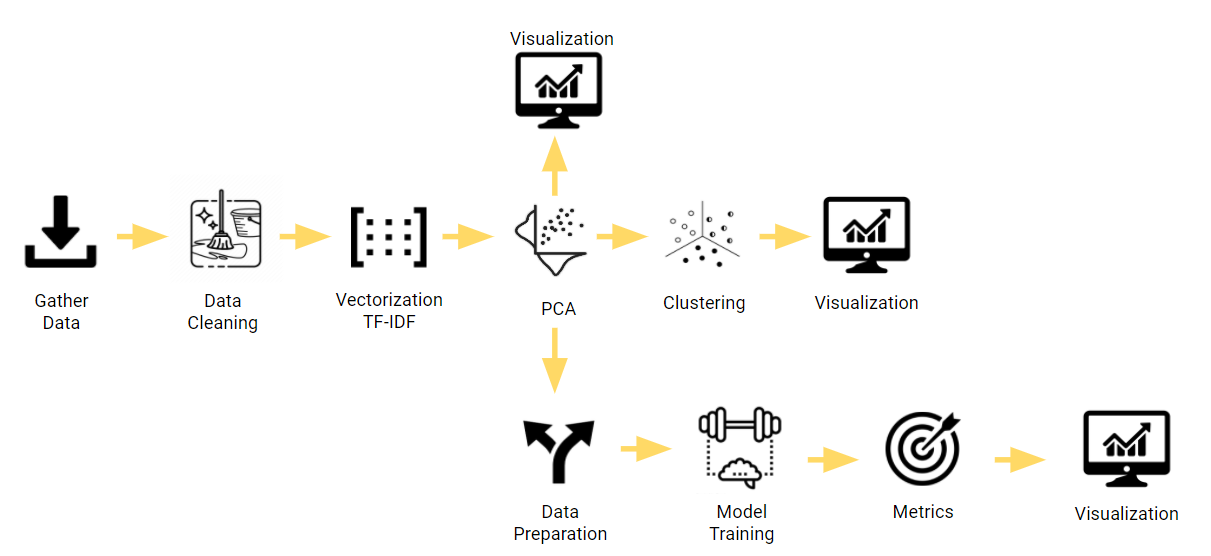 Visualization
Gather
Data
Data
Cleaning
Vectorization
TF-IDF
PCA
Clustering
Visualization
Data
Preparation
Model
Training
Metrics
Visualization